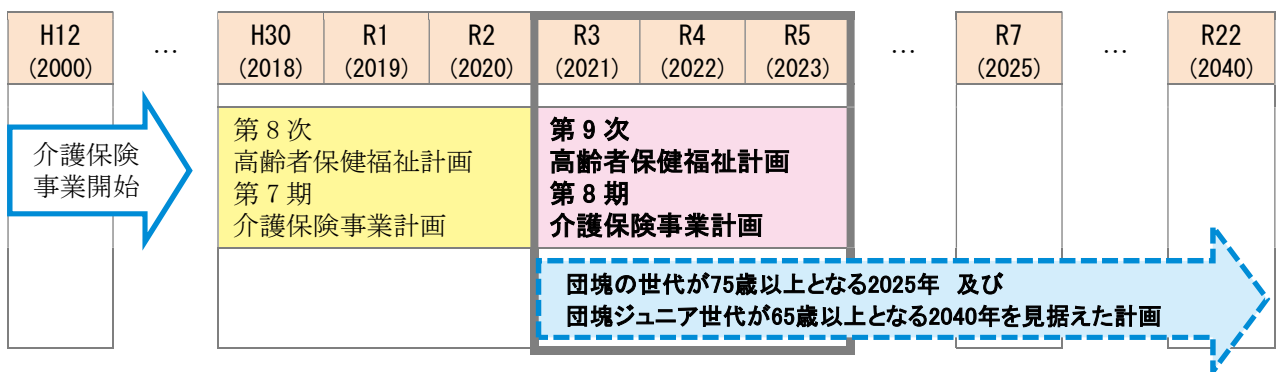 H12 … H30 R1 R2 R3 R4 R5 … R7 … R22
(2000) (2018) (2019) (2020) (2021) (2022) (2023) (2025) (2040)
介護保険
事業開始
第８次
高齢者保健福祉計画
第７期
介護保険事業計画
第 9 次
高齢者保健福祉計画
第 8 期
介護保険事業計画
団塊の世代が75歳以上となる2025年　及び
団塊ジュニア世代が65歳以上となる2040年を見据えた計画